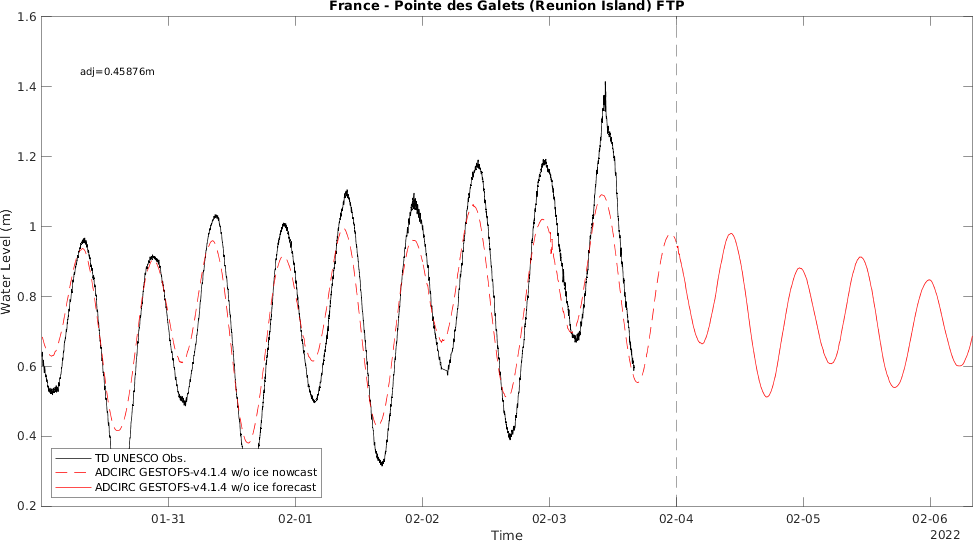 France - Pointe des Galets (Reunion Island) FTP
1.6
1.4
1.2
1
0.8
0.6
0.4
0.2
Water Level (m)
adj=0.45876m
TD UNESCO Obs.
ADCIRC GESTOFS-v4.1.4 w/o ice nowcast
ADCIRC GESTOFS-v4.1.4 w/o ice forecast
01-31 02-01 02-02 02-03 02-04 02-05 02-06
Time
2022